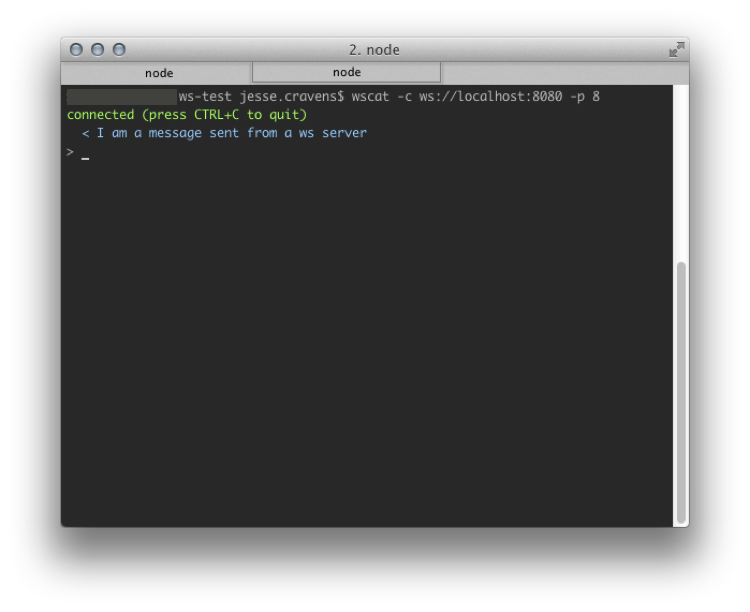 2. node
node node
ws-test jesse.cravens$ wscat -c ws://localhost:8080 -p 8
connected (press CTRL+C to quit)
< I am a message sent from a ws server
> _